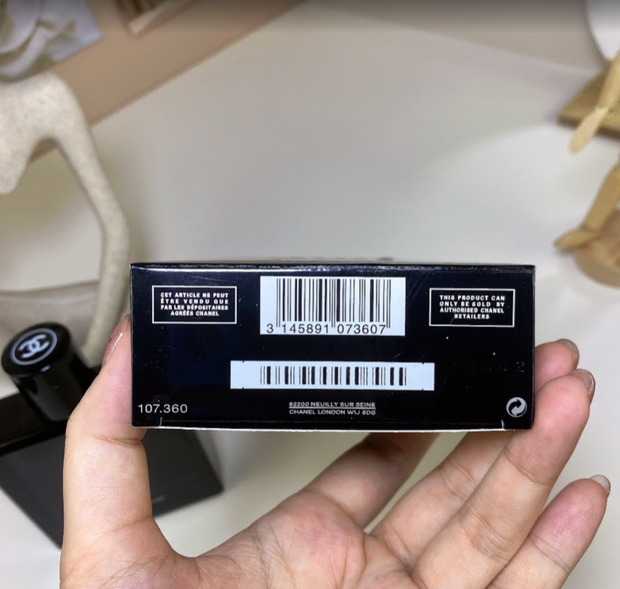 CET ARTICLE NE PEUT
ÊTRE VENDU QUE
PAR LES DÉPOSITAIRES
AGRÉÉS CHANEL
3 145891 073607
THIS PRODUCT CAN
ONLY BE SOLD BY
AUTHORISED CHANEL
RETAILERS
107.360
92200 NEUILLY SUR SEINE
CHANEL LONDON W1J 6DG